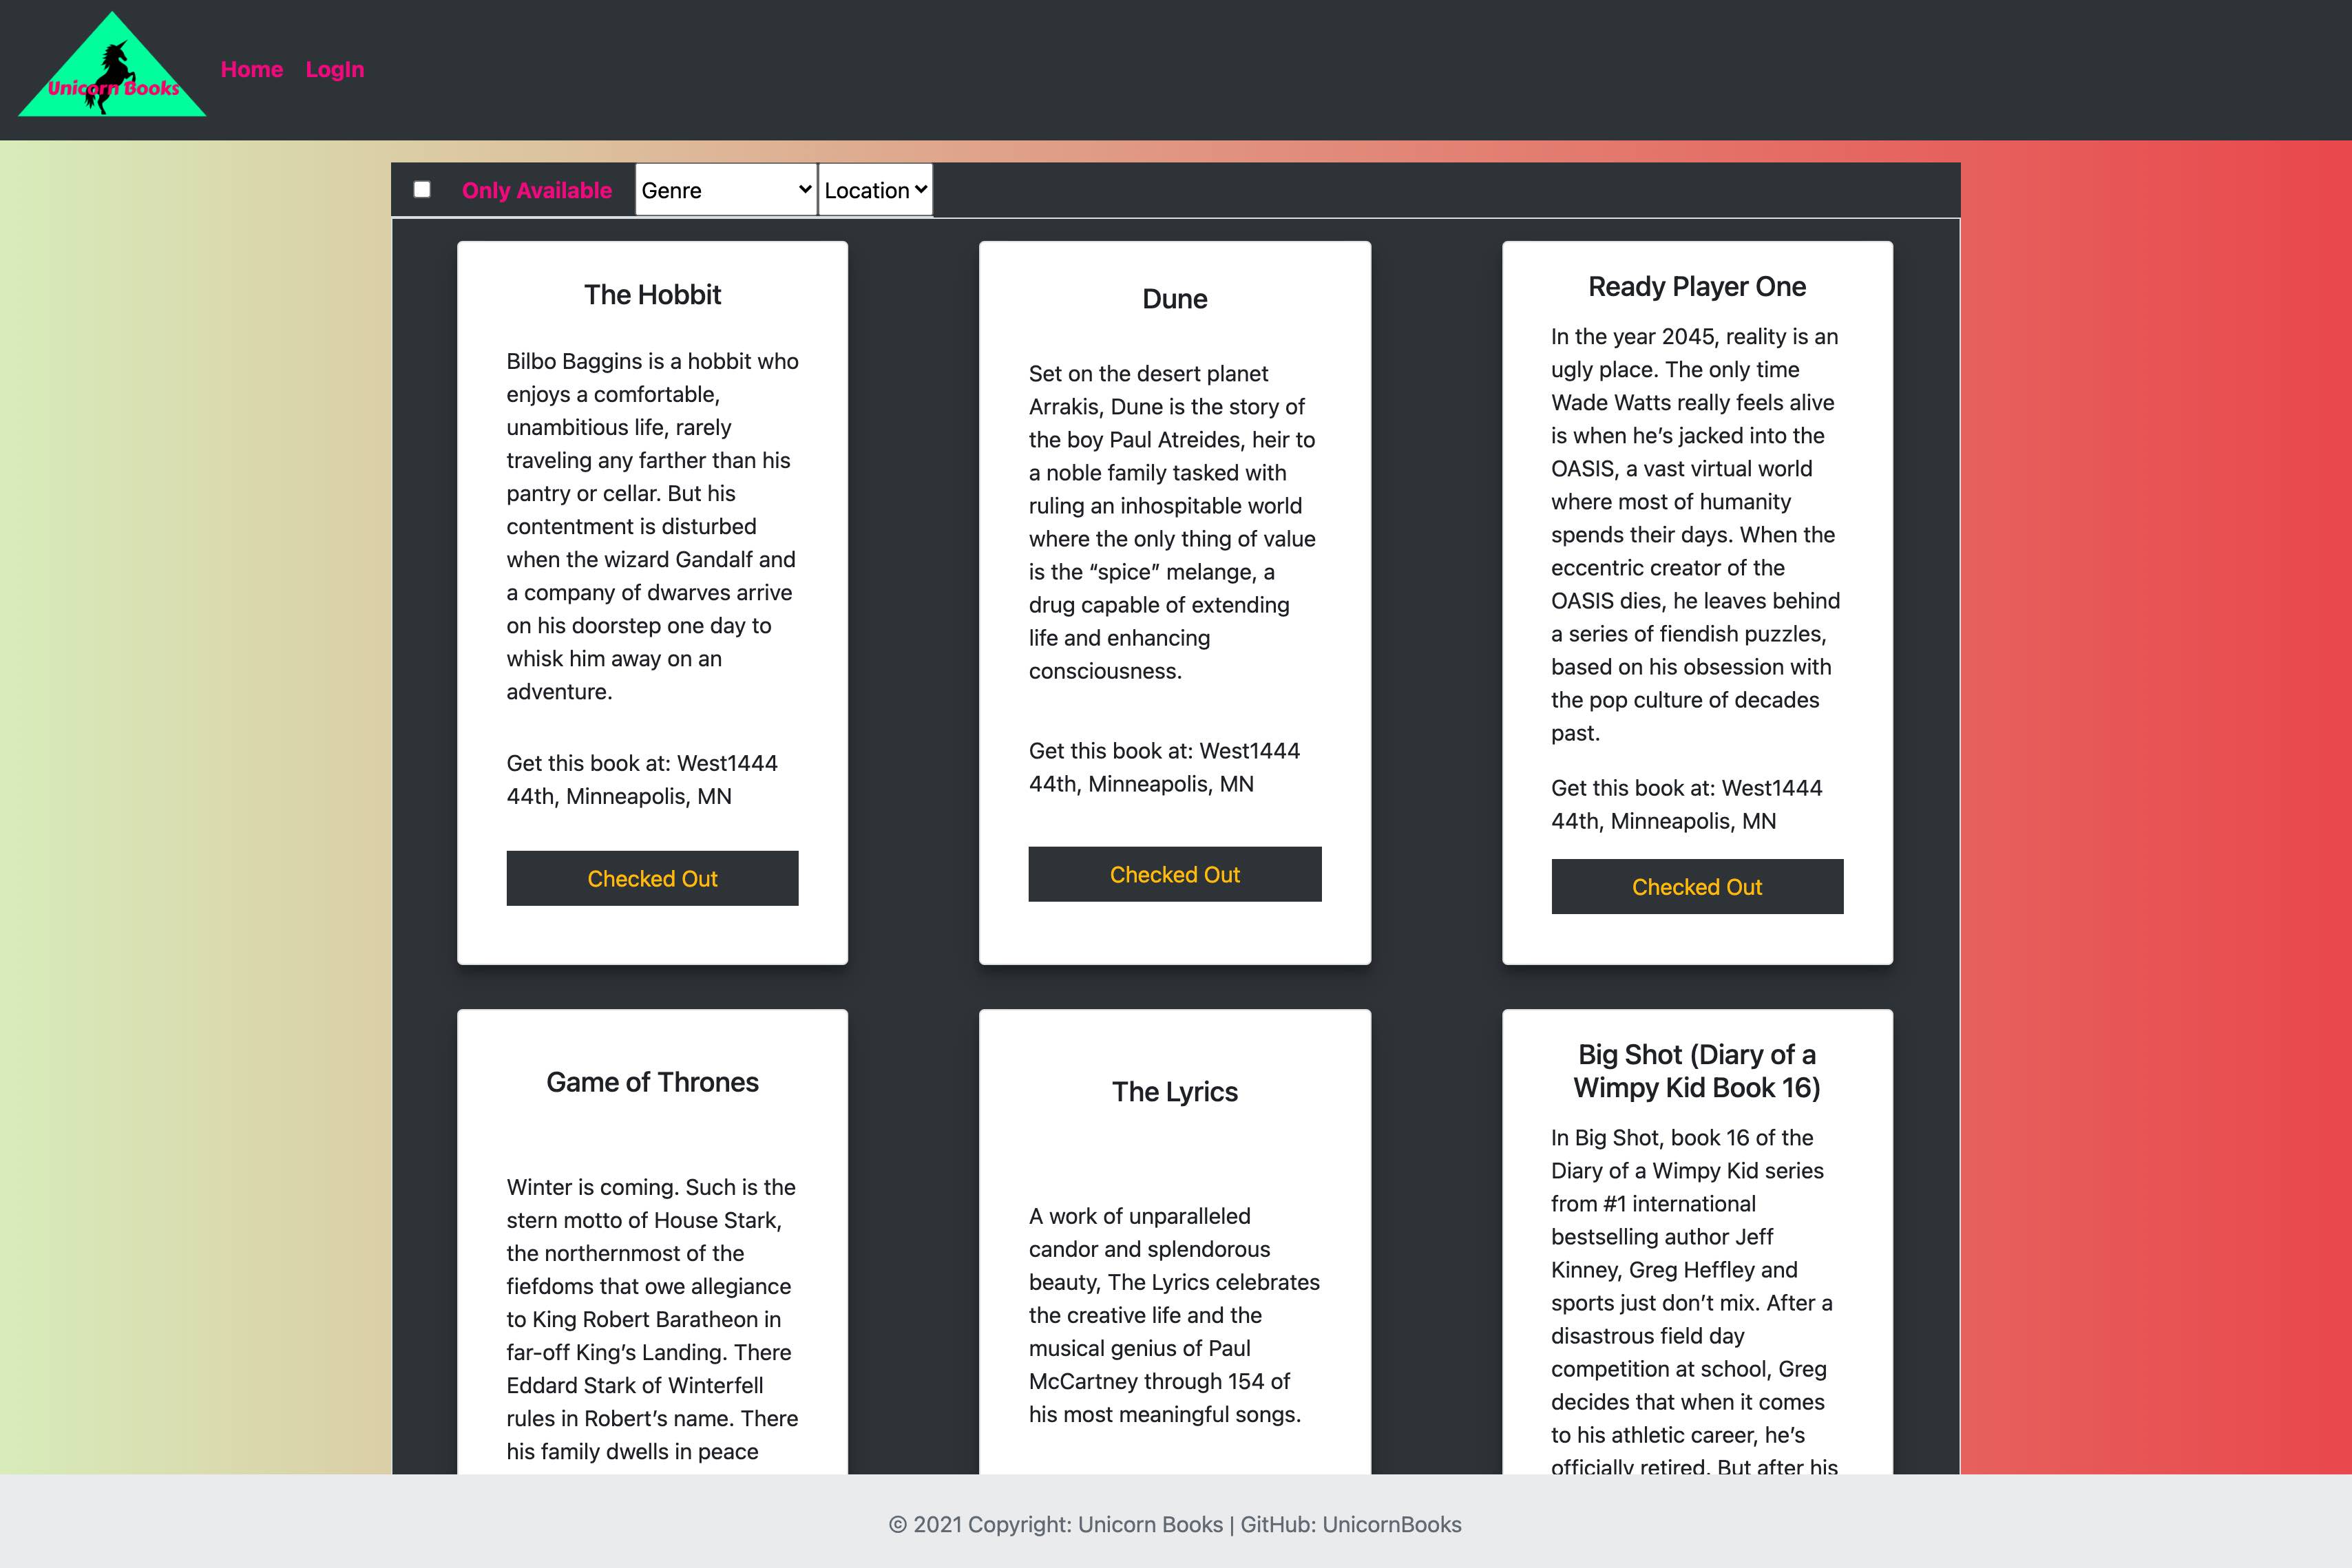 Unicorn Books
Home LogIn
Only Available Genre Location
The Hobbit
Bilbo Baggins is a hobbit who
enjoys a comfortable,
unambitious life, rarely
traveling any farther than his
pantry or cellar. But his
contentment is disturbed
when the wizard Gandalf and
a company of dwarves arrive
on his doorstep one day to
whisk him away on an
adventure.
Get this book at: West1444
44th, Minneapolis, MN
Checked Out
Dune
Set on the desert planet
Arrakis, Dune is the story of
the boy Paul Atreides, heir to
a noble family tasked with
ruling an inhospitable world
where the only thing of value
is the “spice” melange, a
drug capable of extending
life and enhancing
consciousness.
Get this book at: West1444
44th, Minneapolis, MN
Checked Out
Ready Player One
In the year 2045, reality is an
ugly place. The only time
Wade Watts really feels alive
is when he’s jacked into the
OASIS, a vast virtual world
where most of humanity
spends their days. When the
eccentric creator of the
OASIS dies, he leaves behind
a series of fiendish puzzles,
based on his obsession with
the pop culture of decades
past.
Get this book at: West1444
44th, Minneapolis, MN
Checked Out
Game of Thrones
Winter is coming. Such is the
stern motto of House Stark,
the northernmost of the
fiefdoms that owe allegiance
to King Robert Baratheon in
far-off King’s Landing. There
Eddard Stark of Winterfell
rules in Robert’s name. There
his family dwells in peace
The Lyrics
A work of unparalleled
candor and splendorous
beauty, The Lyrics celebrates
the creative life and the
musical genius of Paul
McCartney through 154 of
his most meaningful songs.
Big Shot (Diary of a
Wimpy Kid Book 16)
In Big Shot, book 16 of the
Diary of a Wimpy Kid series
from #1 international
bestselling author Jeff
Kinney, Greg Heffley and
sports just don’t mix. After a
disastrous field day
competition at school, Greg
decides that when it comes
to his athletic career, he’s
officially retired. But after his
© 2021 Copyright: Unicorn Books | GitHub: UnicornBooks